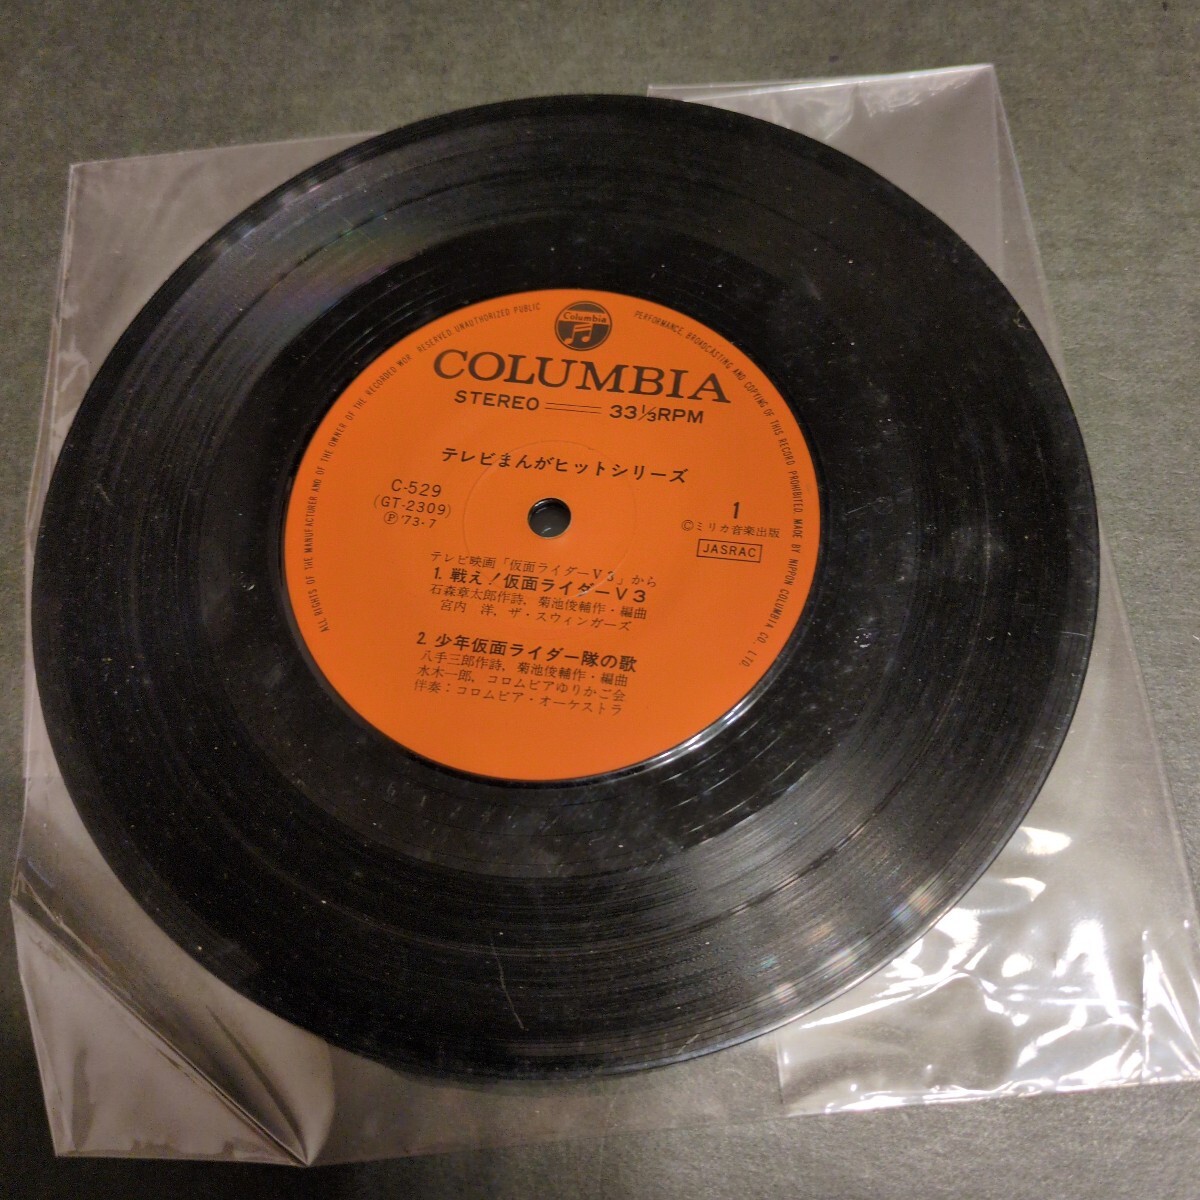 Columbia
COLUMBIA
STEREO 33⅓RPM
テレビまんがヒットシリーズ
C-529
(GT-2309)
Ⓟ'73・7
1
©ミリカ音楽出版
JASRAC
テレビ映画「仮面ライダーV3」から
1. 戦え!仮面ライダーV3
石森章太郎作詩, 菊池俊輔作・編曲
宮内 洋, ザ・スウィンガーズ
2. 少年仮面ライダー隊の歌
八手三郎作詩, 菊池俊輔作・編曲
水木一郎, コロムビアゆりかご会
伴奏:コロムビア・オーケストラ
ALL RIGHTS OF THE MANUFACTURER AND OF THE OWNER OF THE RECORDED WOR. RESERVED. UNAUTHORIZED PUBLIC PERFORMANCE, BROADCASTING AND COPYING OF THIS RECORD PROHIBITED. MADE BY NIPPON COLUMBIA CO., LTD.